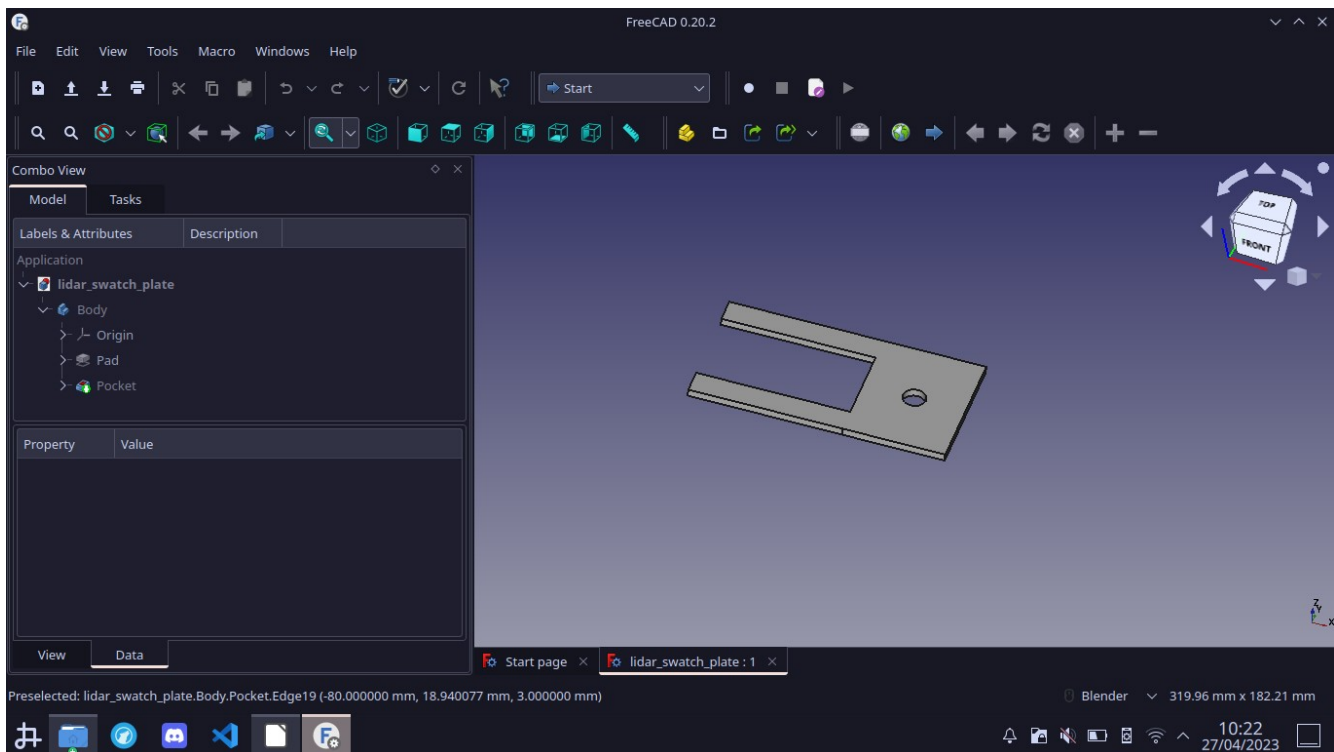 FreeCAD 0.20.2
File Edit View Tools Macro Windows Help
Start
Combo View
Model Tasks
Labels & Attributes Description
Application
lidar_swatch_plate
Body
Origin
Pad
Pocket
Property Value
View Data
TOP
FRONT
Z
Y
X
Start page lidar_swatch_plate : 1
Preselected: lidar_swatch_plate.Body.Pocket.Edge19 (-80.000000 mm, 18.940077 mm, 3.000000 mm)
Blender 319.96 mm x 182.21 mm
10:22
27/04/2023